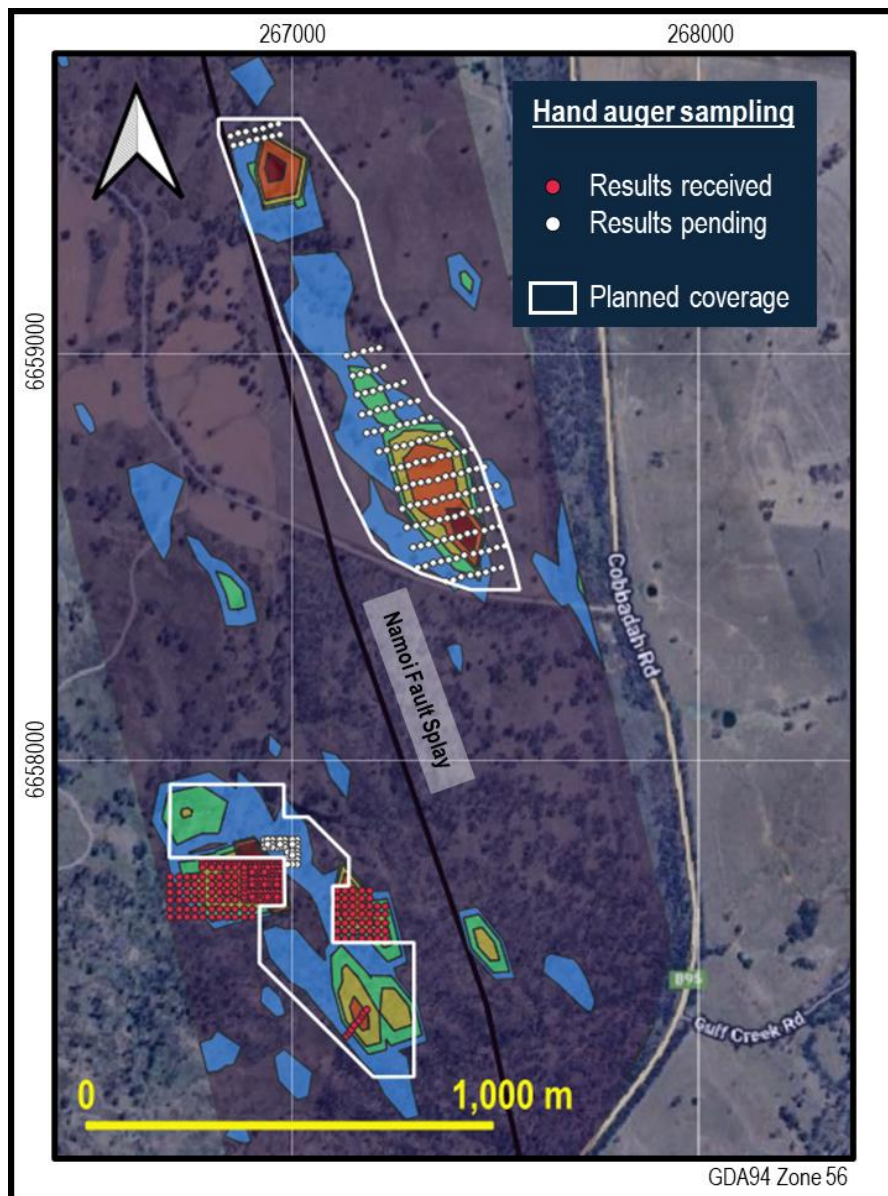 267000
268000
Hand auger sampling
Results received
Results pending
Planned coverage
6659000
Cobbadah Rd
Namoi Fault Splay
6658000
B95
Gulf Creek Rd
0
1,000 m
GDA94 Zone 56